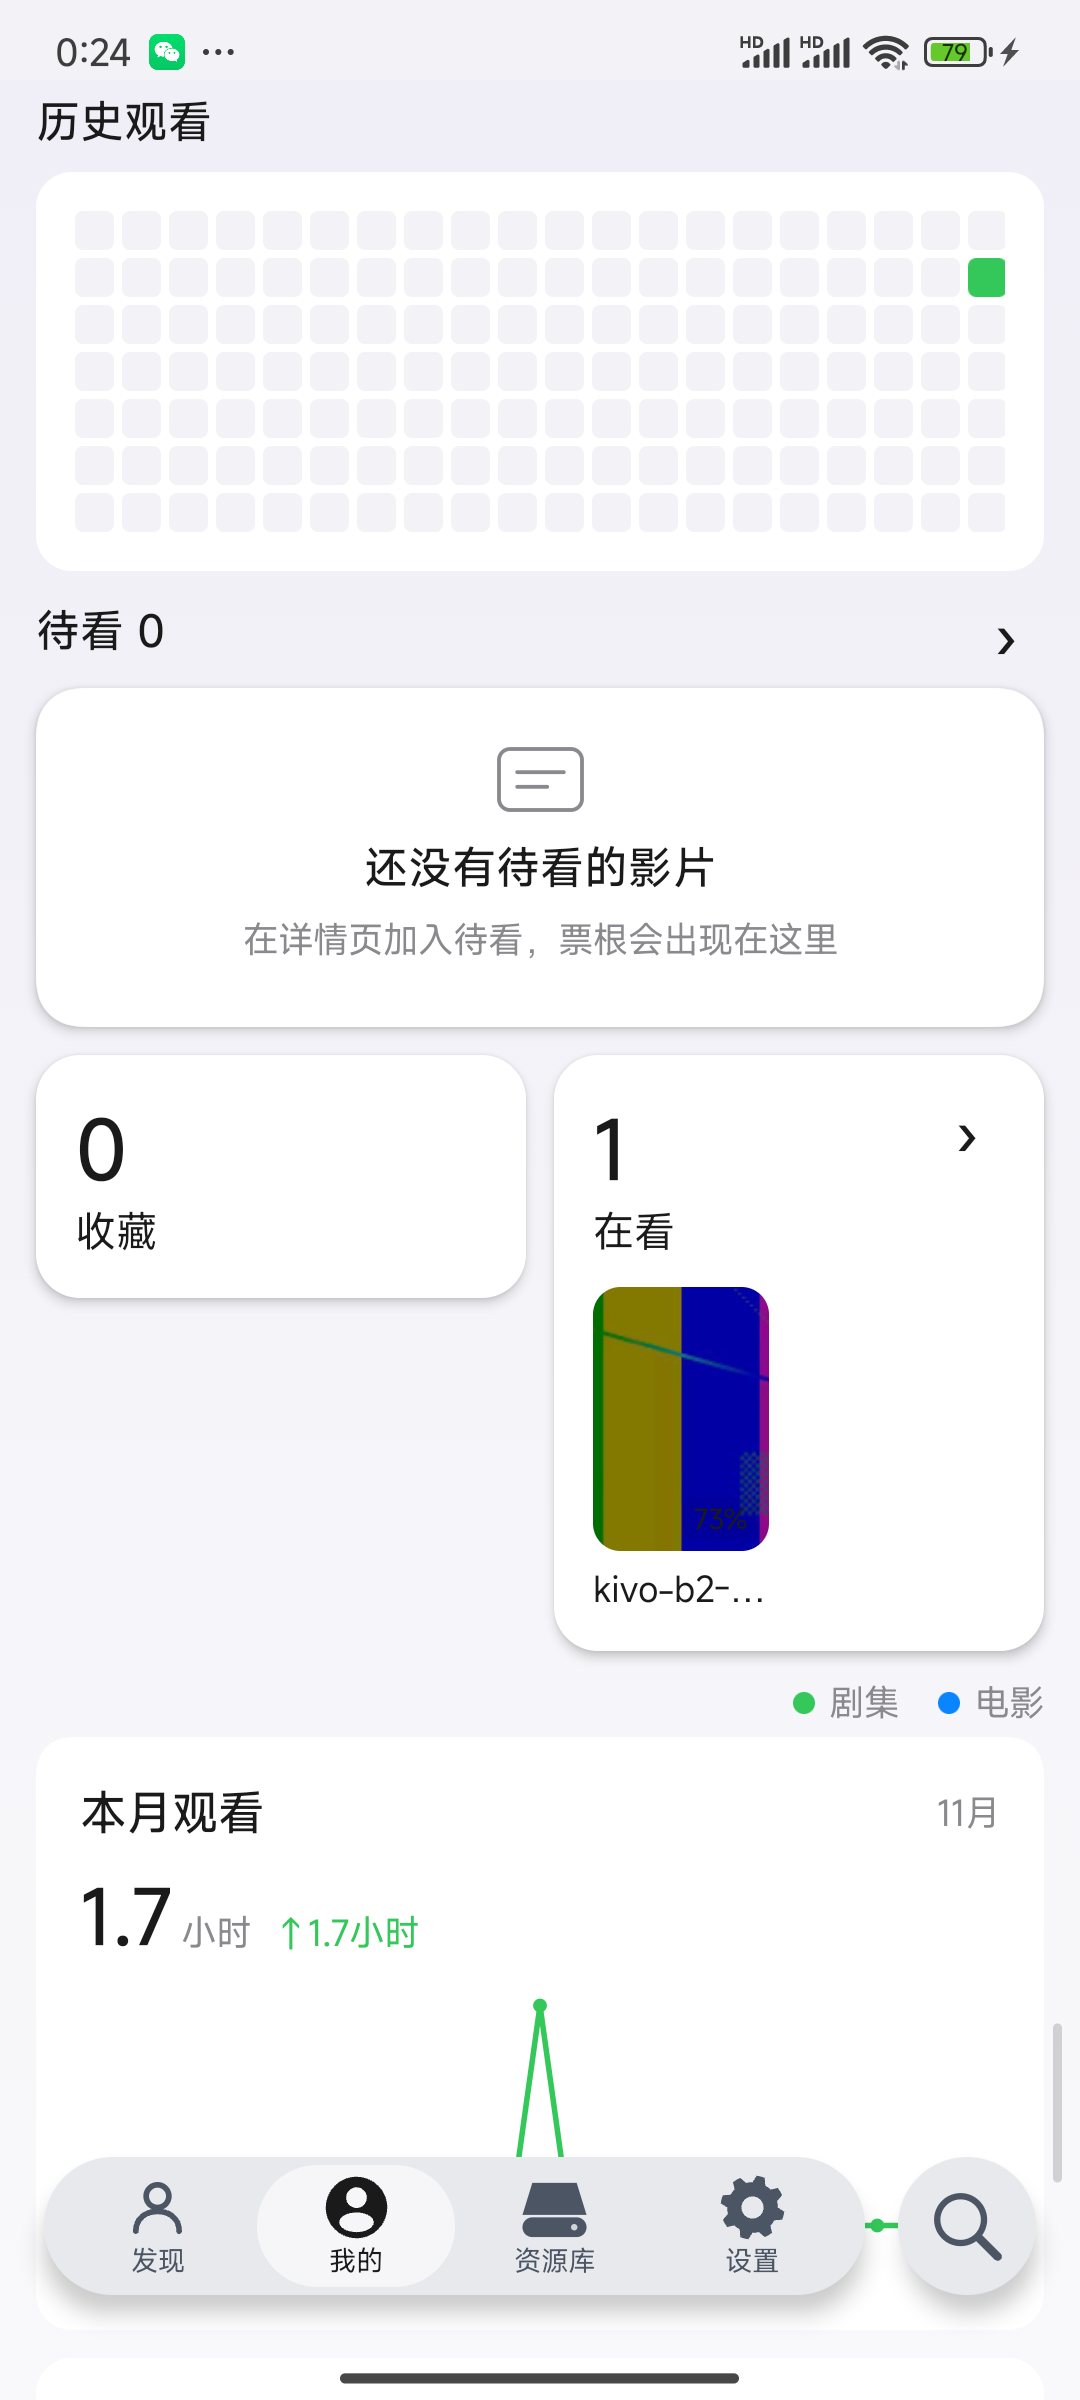 0:24 ··· HD HD 79
历史观看
待看 0
还没有待看的影片
在详情页加入待看，票根会出现在这里
0
收藏
1
在看
73%
kivo-b2-...
剧集 电影
本月观看 11月
1.7 小时 ↑1.7小时
发现 我的 资源库 设置